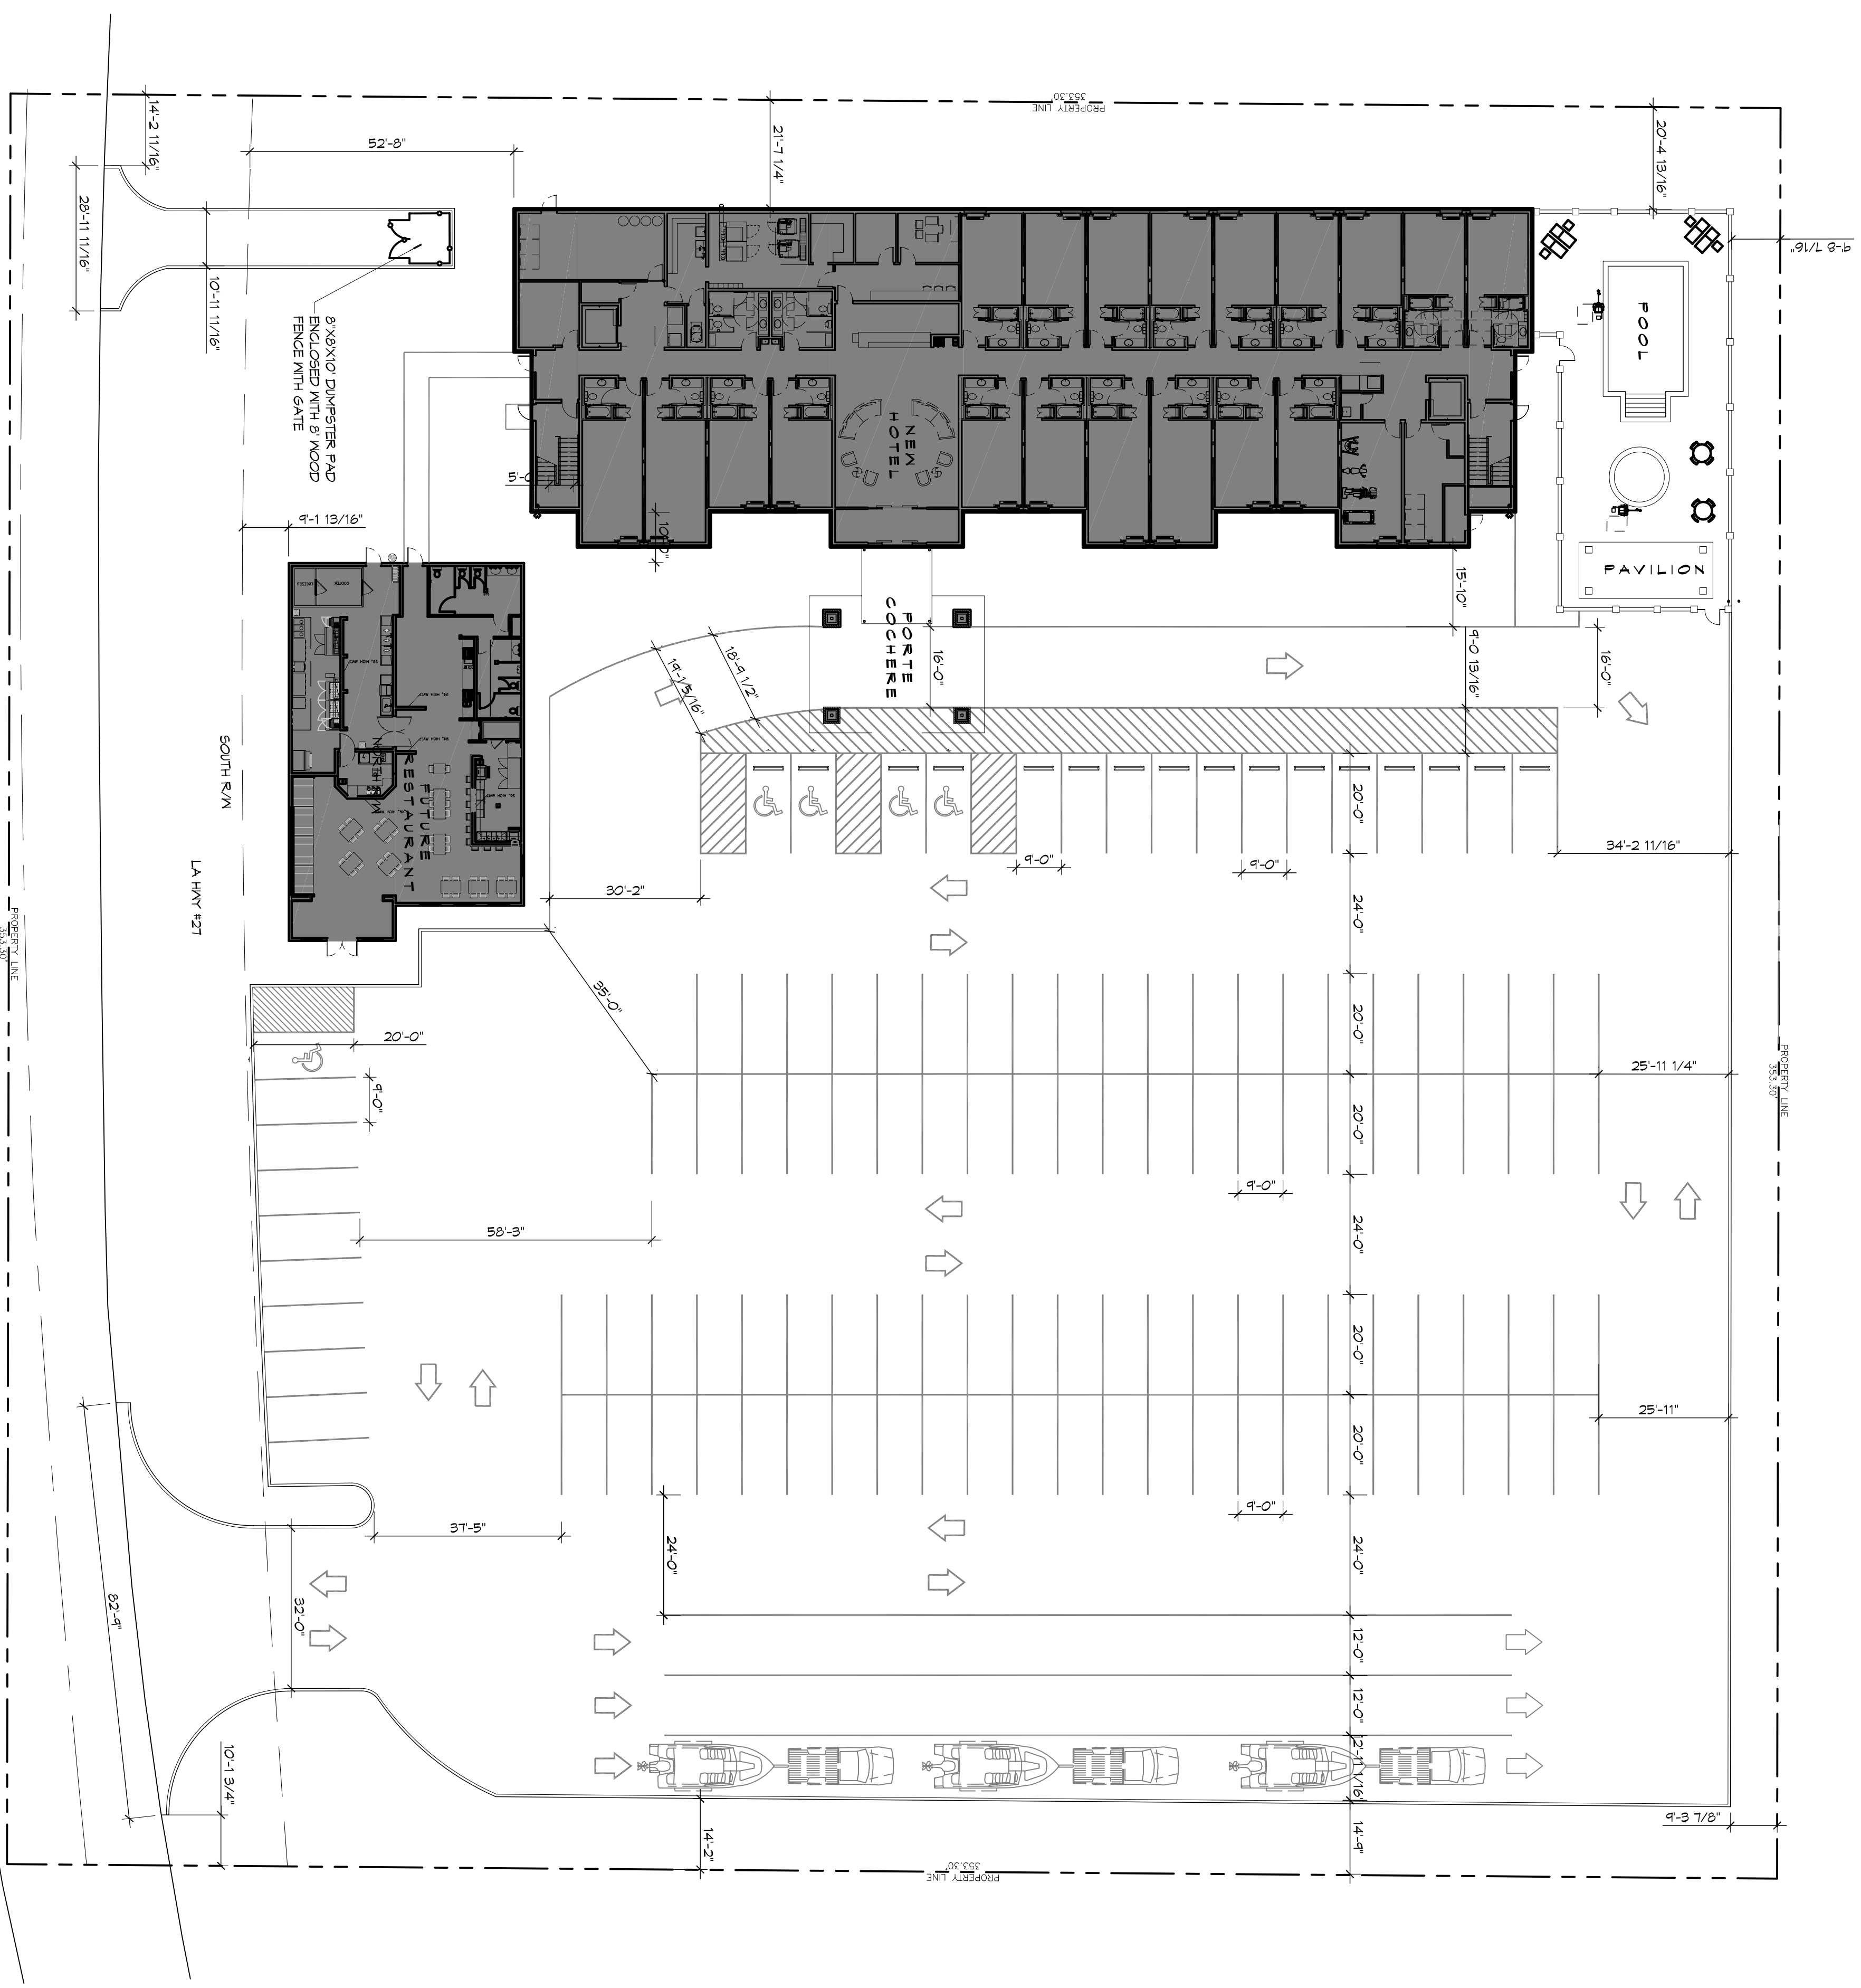 353.30'
PROPERTY LINE
14'-2 11/16"
28'-11 11/16"
10'-11 11/16"
52'-8"
21'-7 1/4"
20'-4 13/16"
9'-8 7/16"
8"X8'X10' DUMPSTER PAD
ENCLOSED WITH 8' WOOD
FENCE WITH GATE
POOL
PAVILION
NEW
HOTEL
10'-0"
15'-10"
9'-1 13/16"
PORTE
COCHERE
16'-0"
18'-9 1/2"
19'-1 5/16"
9'-0 13/16"
16'-0"
FUTURE
RESTAURANT
SOUTH R/W
LA HWY #27
20'-0"
34'-2 11/16"
9'-0"
9'-0"
30'-2"
24'-0"
35'-0"
20'-0"
25'-11 1/4"
20'-0"
9'-0"
20'-0"
9'-0"
58'-3"
24'-0"
20'-0"
25'-11"
20'-0"
9'-0"
37'-5"
24'-0"
24'-0"
32'-0"
82'-9"
12'-0"
12'-0"
12'-11 1/16"
10'-1 3/4"
14'-2"
14'-9"
9'-3 7/8"
PROPERTY LINE
353.30'
PROPERTY LINE
353.30'
353.30'
PROPERTY LINE